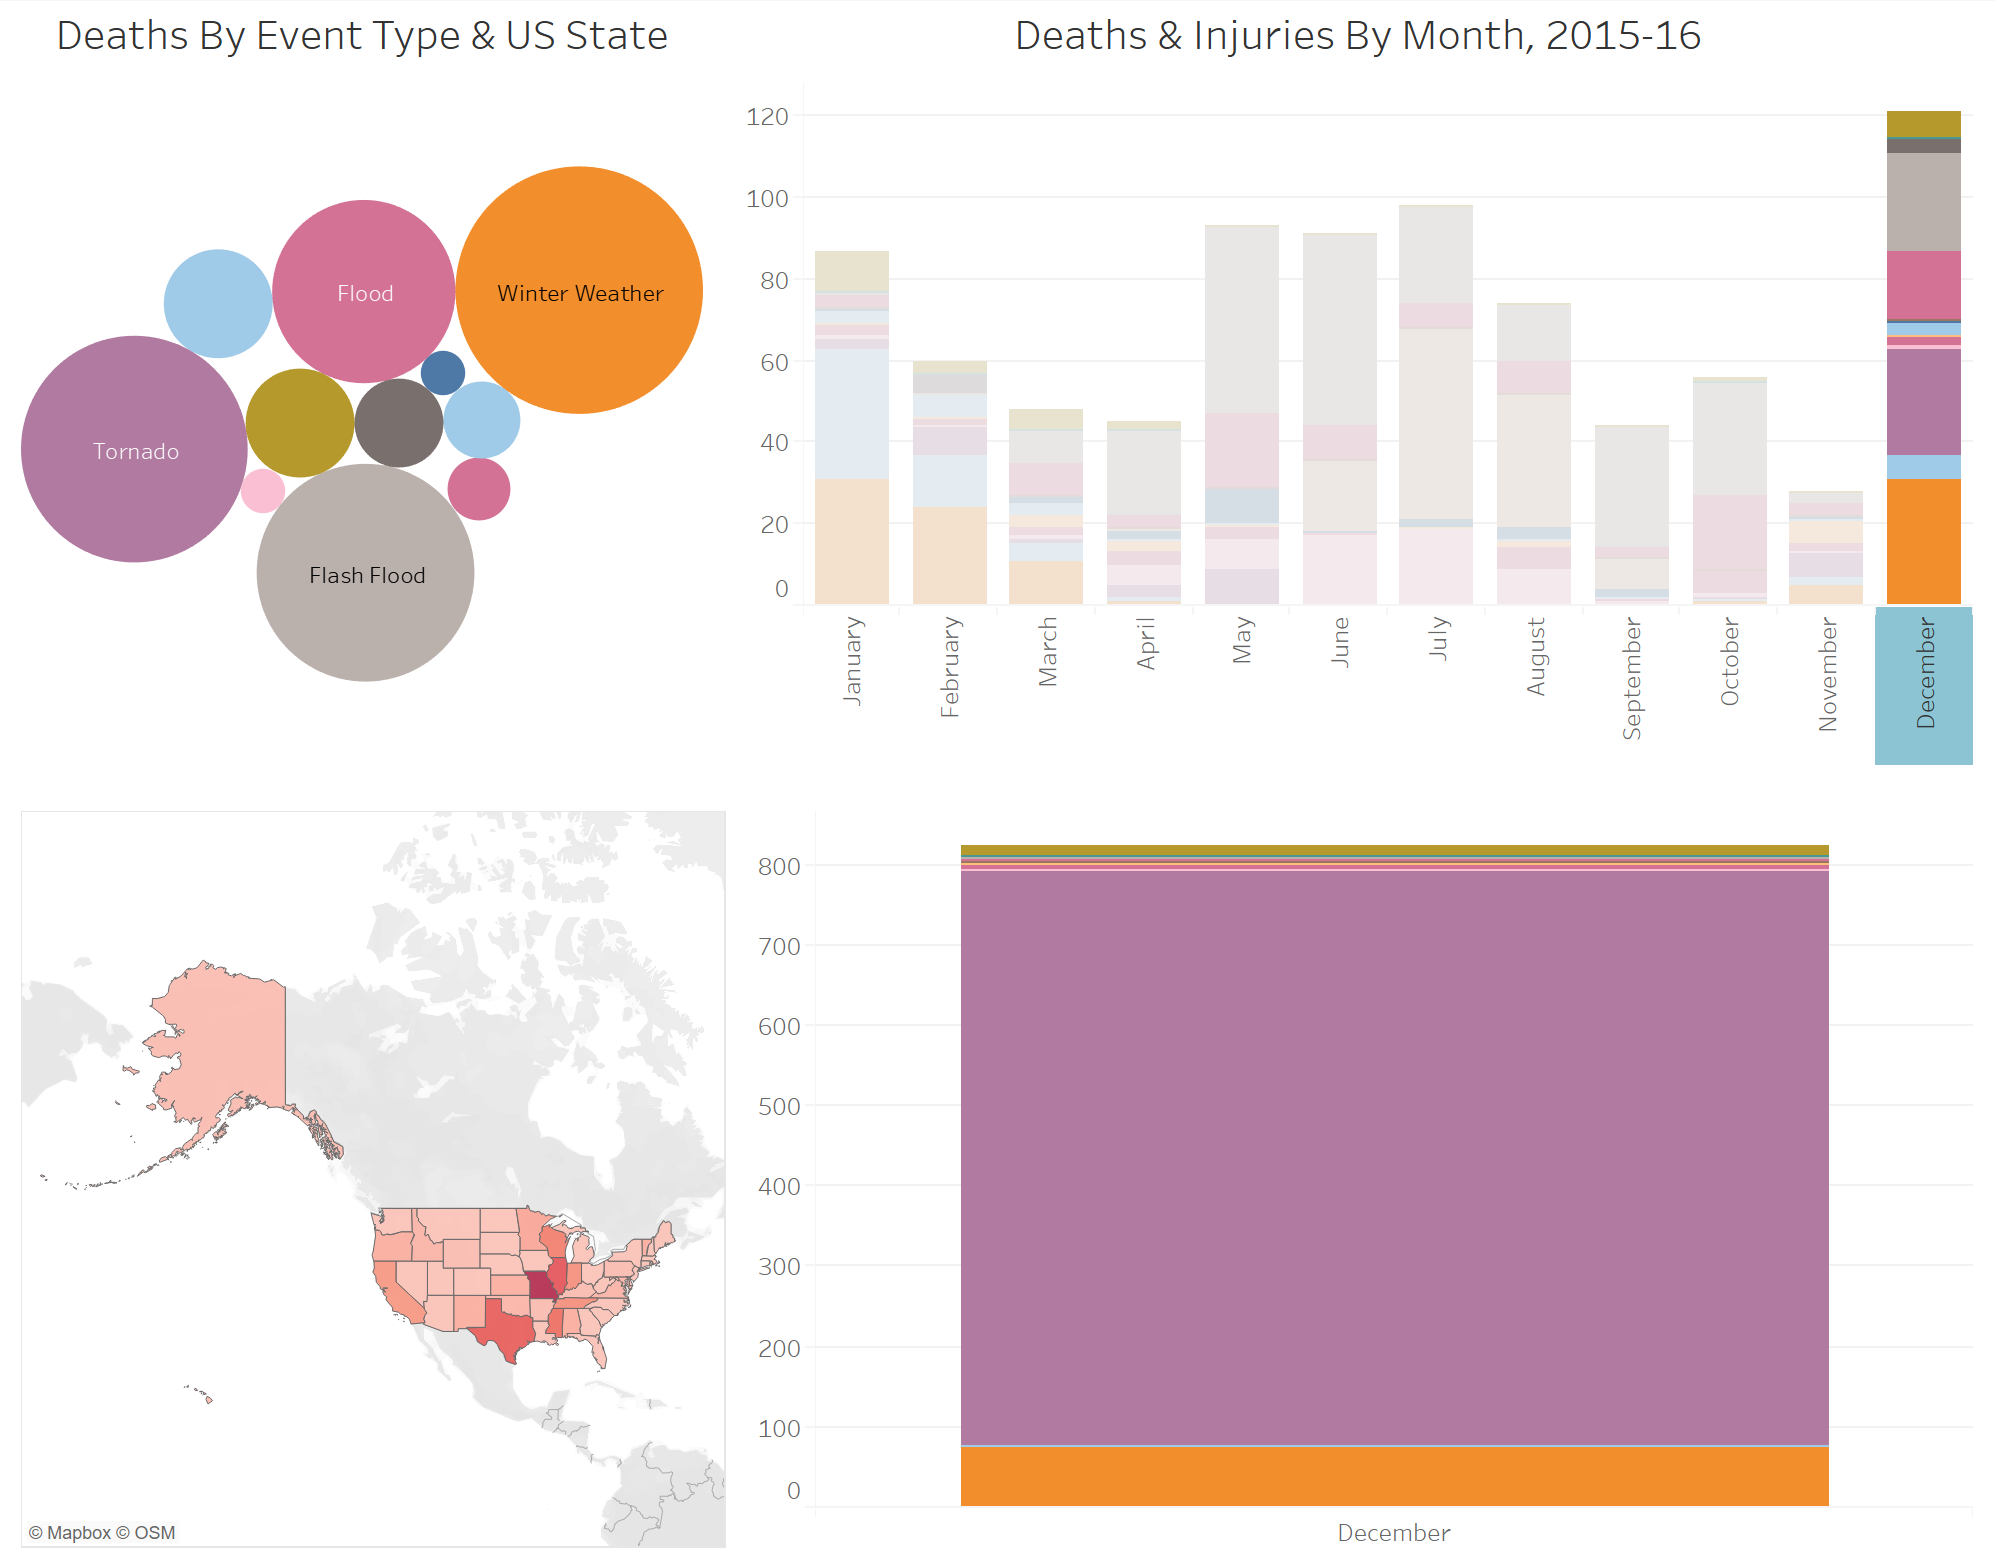 Deaths By Event Type & US State
Flood
Winter Weather
Tornado
Flash Flood
Deaths & Injuries By Month, 2015-16
120
100
80
60
40
20
0
January
February
March
April
May
June
July
August
September
October
November
December
© Mapbox © OSM
800
700
600
500
400
300
200
100
0
December